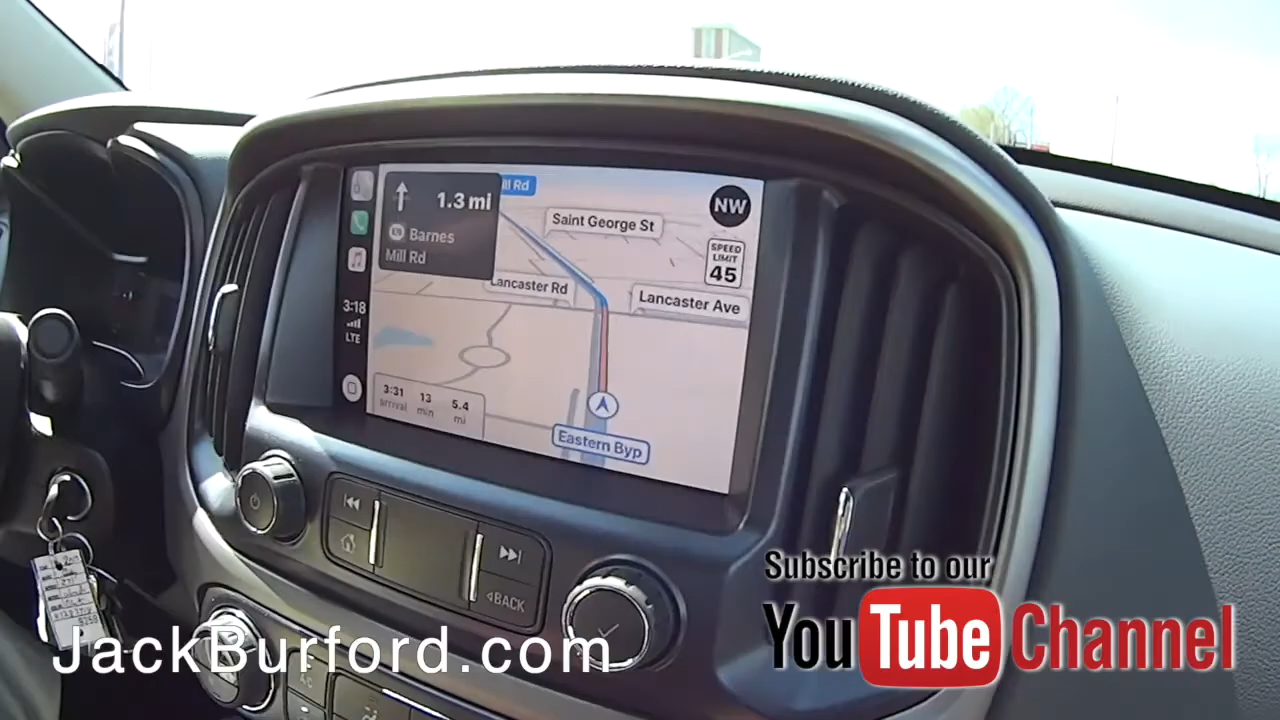 1.3 mi
Barnes
Mill Rd
ill Rd
Saint George St
NW
SPEED
LIMIT
45
Lancaster Rd
Lancaster Ave
3:18
LTE
3:31
arrival
13
min
5.4
mi
Eastern Byp
BACK
A/C
Subscribe to our
YouTube Channel
JackBurford.com